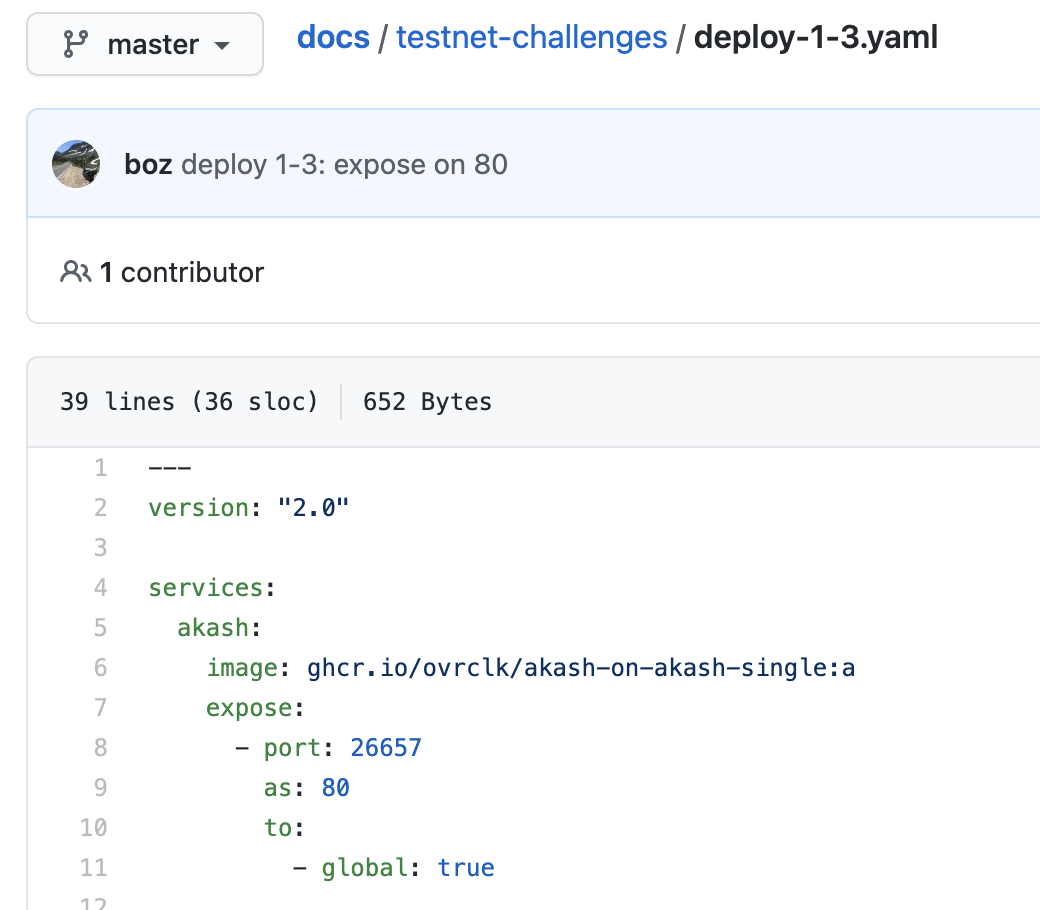 master docs / testnet-challenges / deploy-1-3.yaml
boz deploy 1-3: expose on 80
1 contributor
39 lines (36 sloc) 652 Bytes
1 ---
2 version: "2.0"
3
4 services:
5   akash:
6     image: ghcr.io/ovrclk/akash-on-akash-single:a
7     expose:
8       - port: 26657
9         as: 80
10         to:
11           - global: true
12